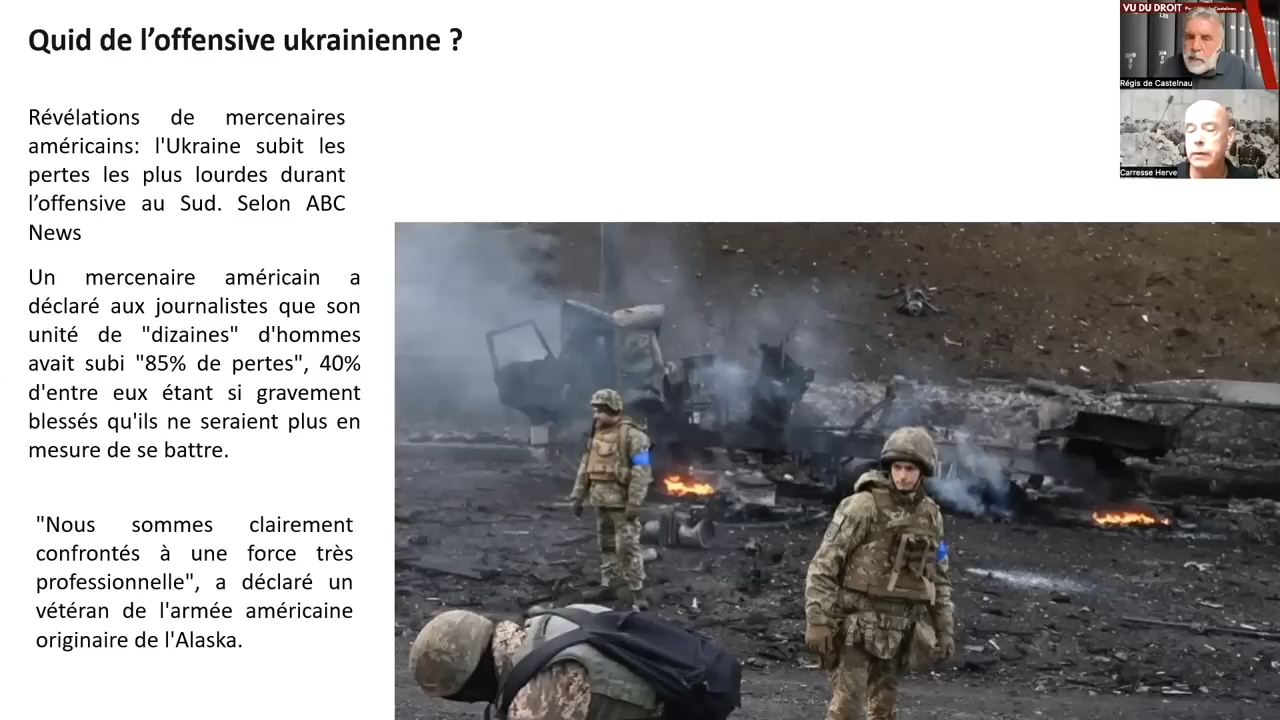 Quid de l’offensive ukrainienne ?
Révélations de mercenaires
américains: l'Ukraine subit les
pertes les plus lourdes durant
l’offensive au Sud. Selon ABC
News
Un mercenaire américain a
déclaré aux journalistes que son
unité de "dizaines" d'hommes
avait subi "85% de pertes", 40%
d'entre eux étant si gravement
blessés qu'ils ne seraient plus en
mesure de se battre.
"Nous sommes clairement
confrontés à une force très
professionnelle", a déclaré un
vétéran de l'armée américaine
originaire de l'Alaska.
VU DU DROIT
de Castelnau
Régis de Castelnau
Carresse Herve